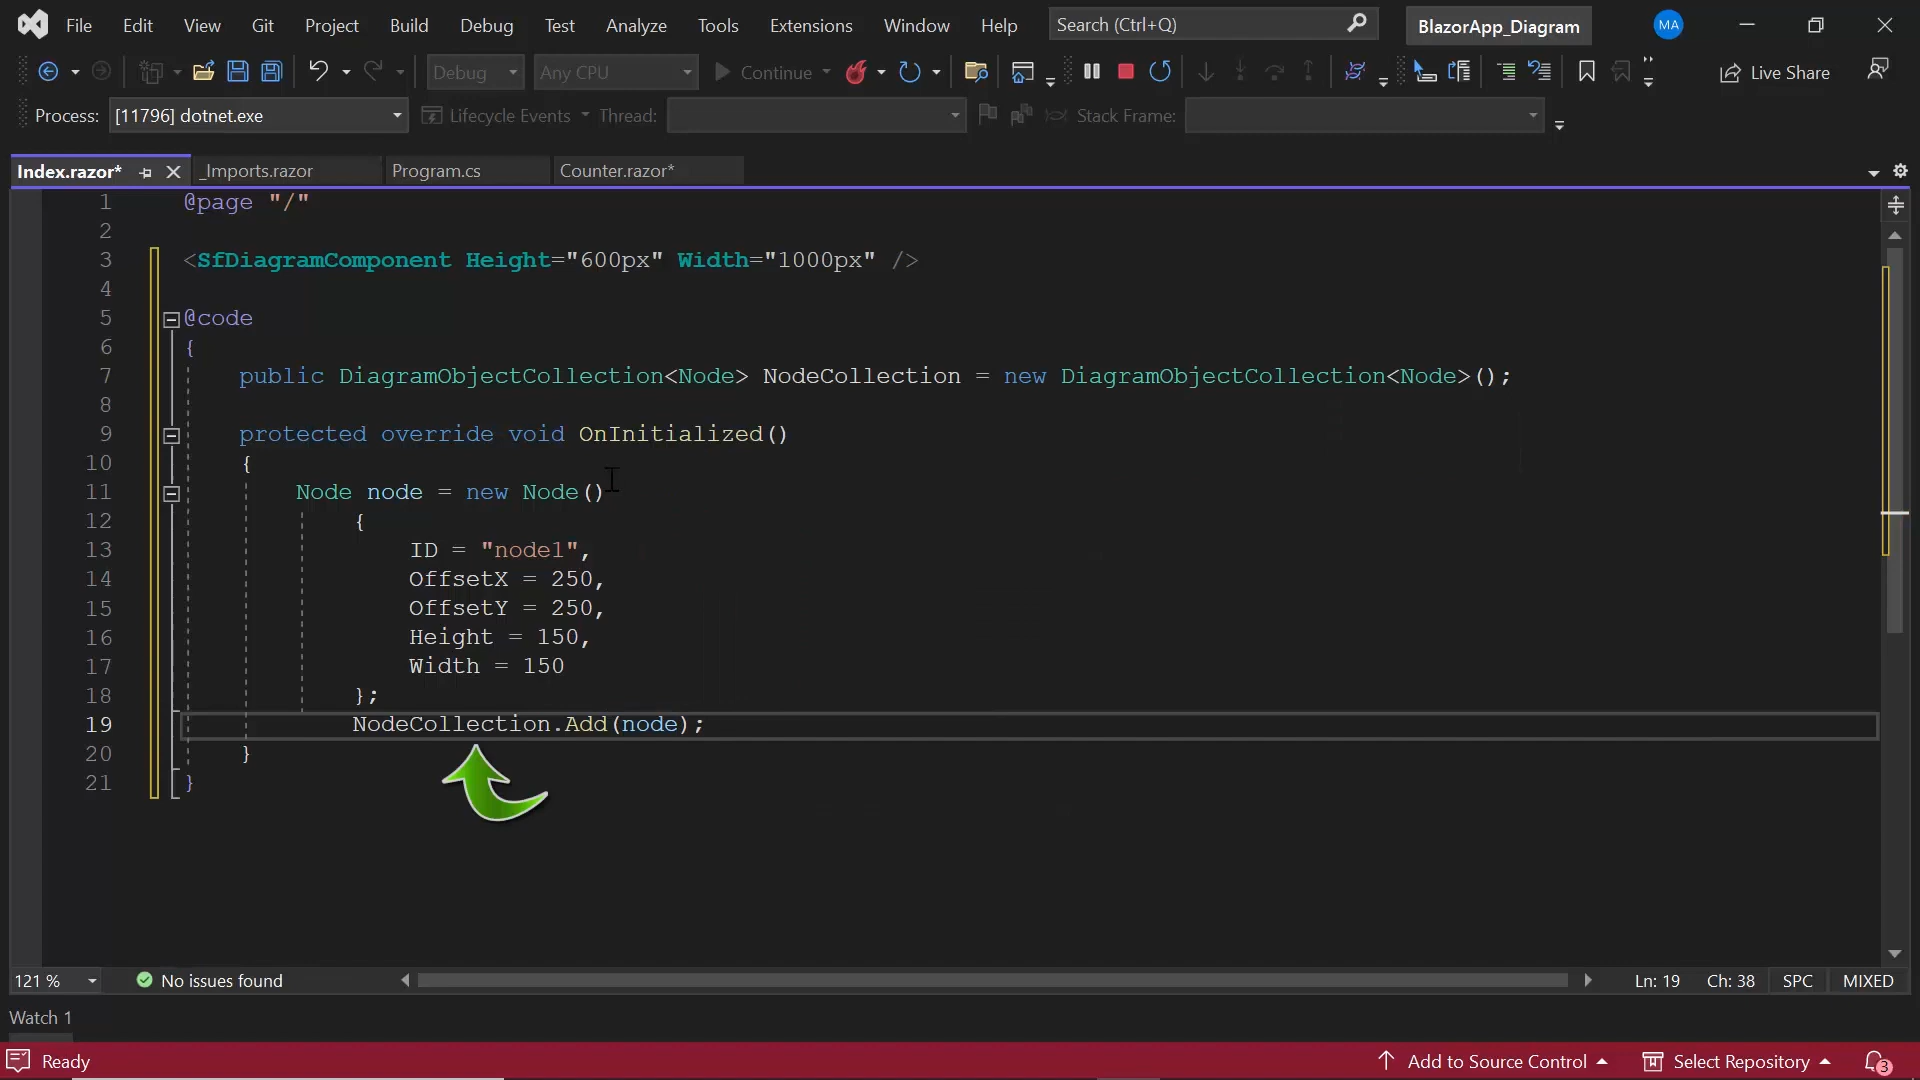 File Edit View Git Project Build Debug Test Analyze Tools Extensions Window Help Search (Ctrl+Q) BlazorApp_Diagram MA
Debug Any CPU Continue Live Share
Process: [11796] dotnet.exe Lifecycle Events Thread: Stack Frame:
Index.razor* _Imports.razor Program.cs Counter.razor*
1 @page "/"
2
3 <SfDiagramComponent Height="600px" Width="1000px" />
4
5 @code
6 {
7 public DiagramObjectCollection<Node> NodeCollection = new DiagramObjectCollection<Node>();
8
9 protected override void OnInitialized()
10 {
11 Node node = new Node()
12 {
13 ID = "node1",
14 OffsetX = 250,
15 OffsetY = 250,
16 Height = 150,
17 Width = 150
18 };
19 NodeCollection.Add(node);
20 }
21 }
121 % No issues found Ln: 19 Ch: 38 SPC MIXED
Watch 1
Ready Add to Source Control Select Repository 3